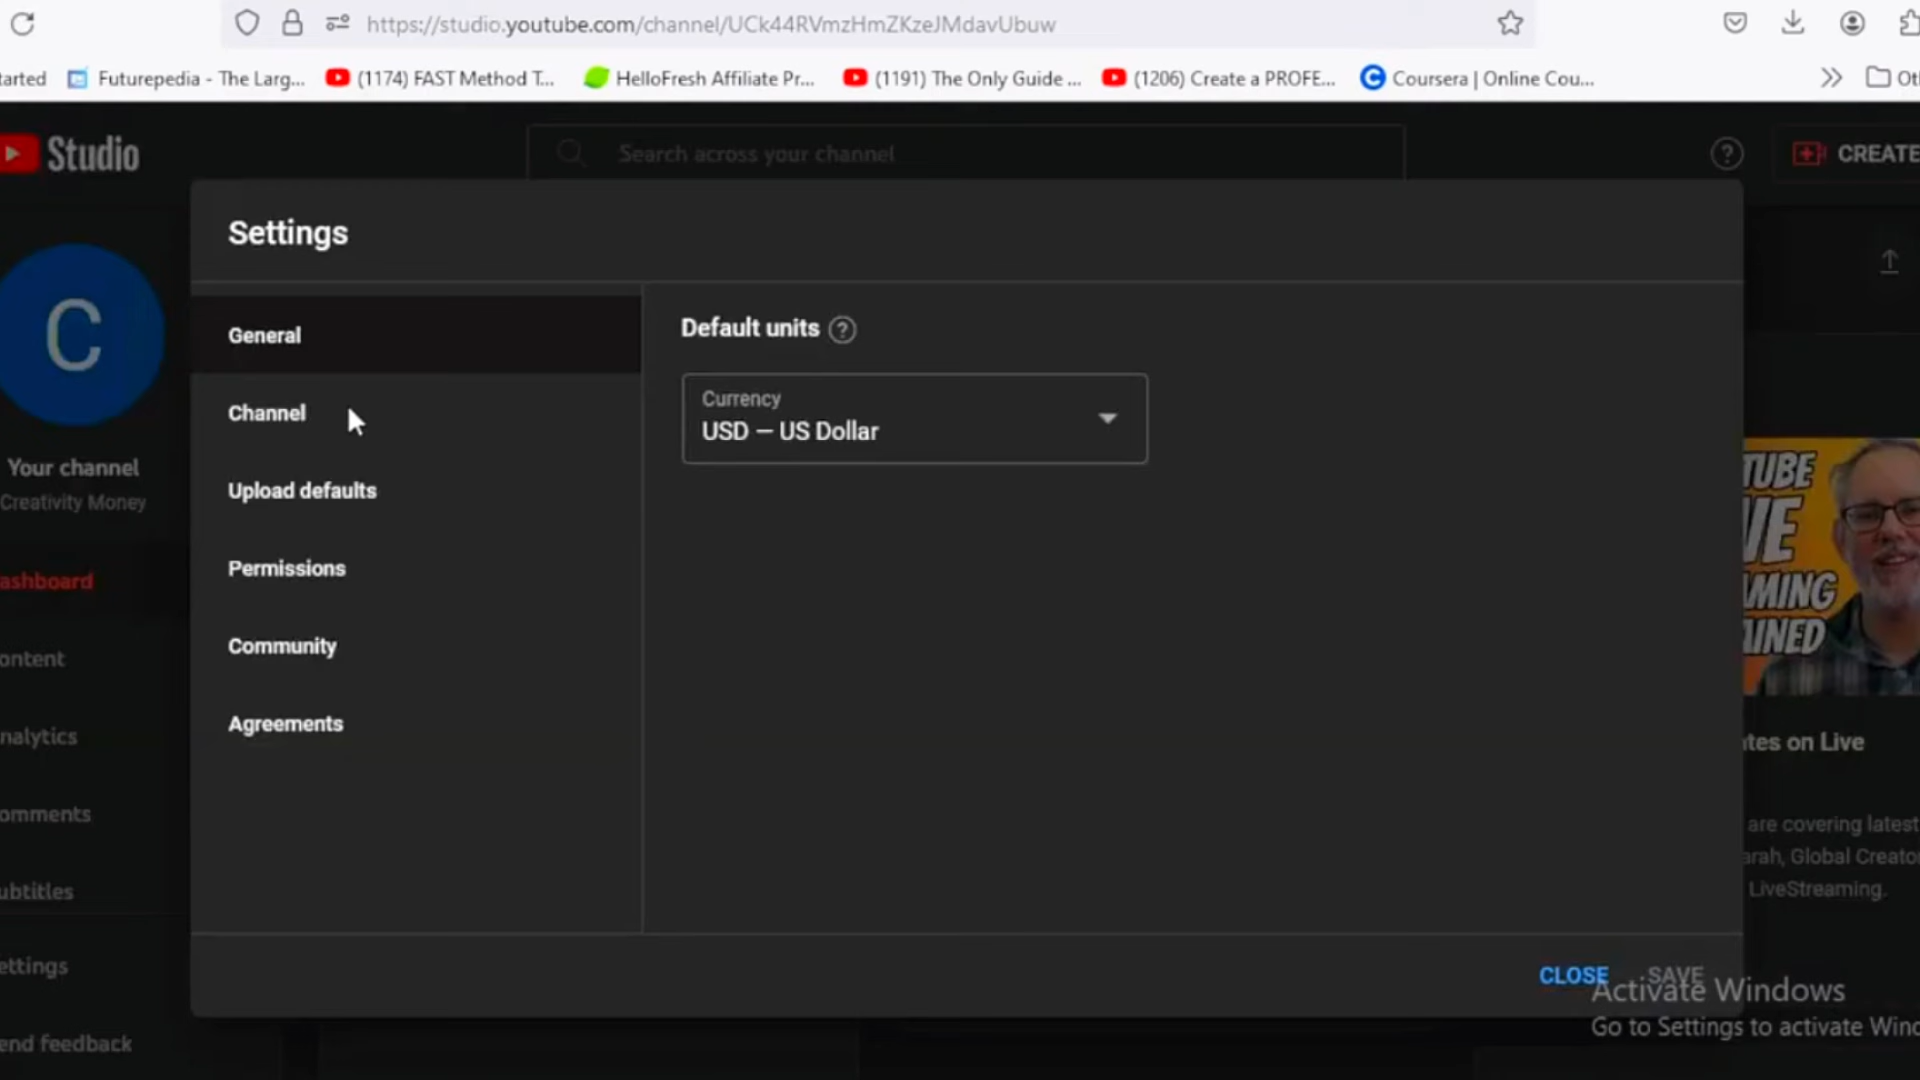 https://studio.youtube.com/channel/UCk44RVmzHmZKzeJMdavUbuw
tarted
Futurepedia - The Larg...
(1174) FAST Method T...
HelloFresh Affiliate Pr...
(1191) The Only Guide ...
(1206) Create a PROFE...
Coursera | Online Cou...
Studio
Search across your channel
CREATE
Settings
General
Channel
Upload defaults
Permissions
Community
Agreements
Default units
Currency
USD – US Dollar
C
Your channel
Creativity Money
ashboard
ontent
nalytics
omments
ubtitles
ettings
end feedback
TUBE
VE
MING
AINED
tes on Live
are covering latest
arah, Global Creato
LiveStreaming.
CLOSE
SAVE
Activate Windows
Go to Settings to activate Wind